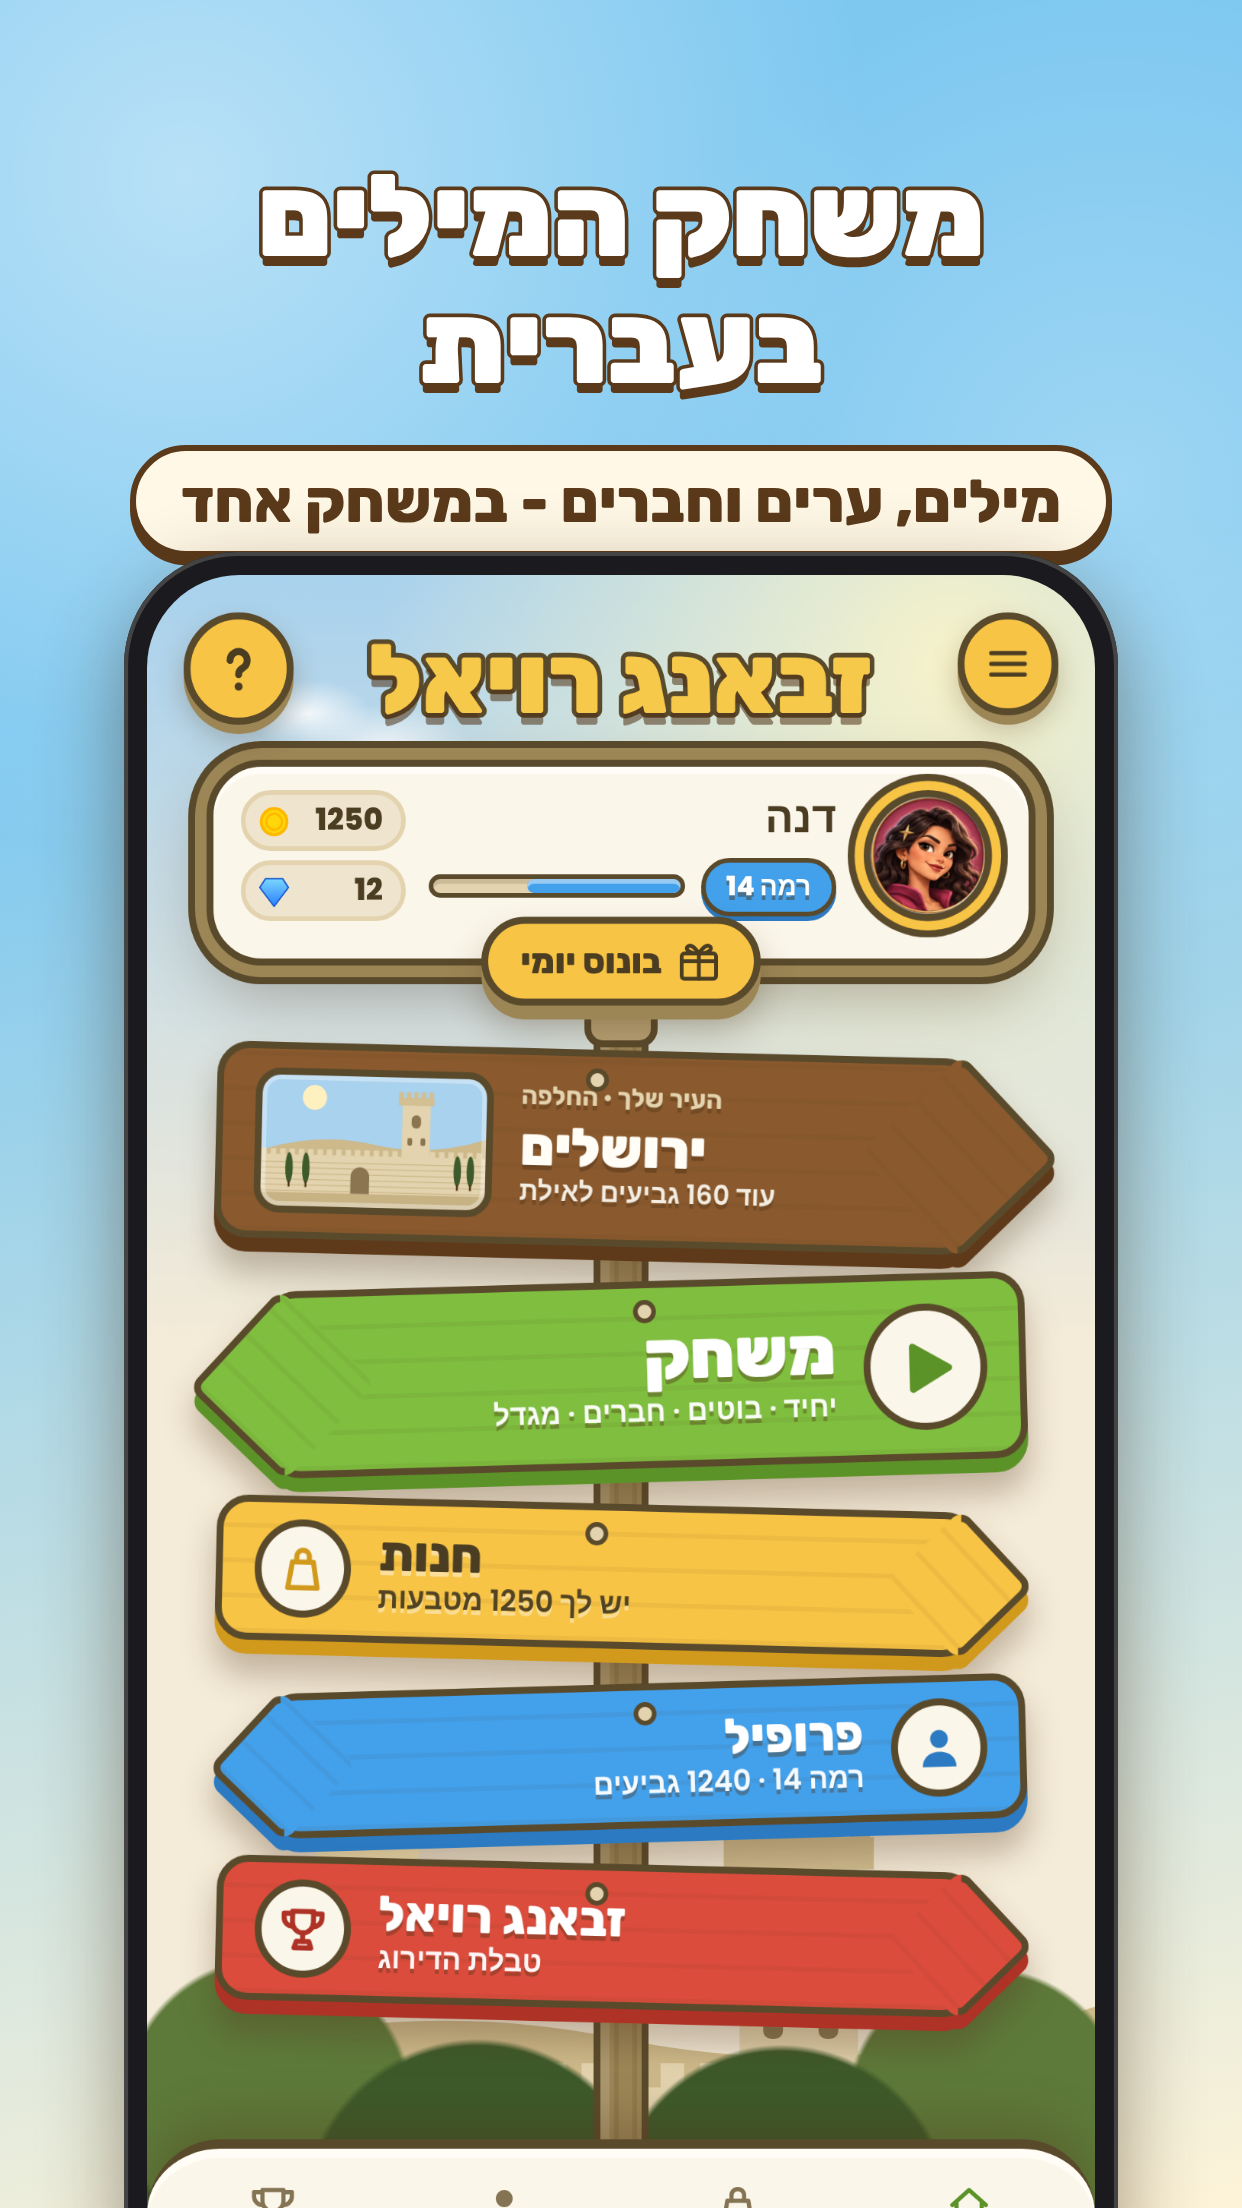 משחק המילים
בעברית
מילים, ערים וחברים - במשחק אחד
זבאנג רויאל
?
דנה
1250
רמה 14
12
בונוס יומי
העיר שלך • החלפה
ירושלים
עוד 160 גביעים לאילת
משחק
יחיד · בוטים · חברים · מגדל
חנות
יש לך 1250 מטבעות
פרופיל
רמה 14 · 1240 גביעים
זבאנג רויאל
טבלת הדירוג